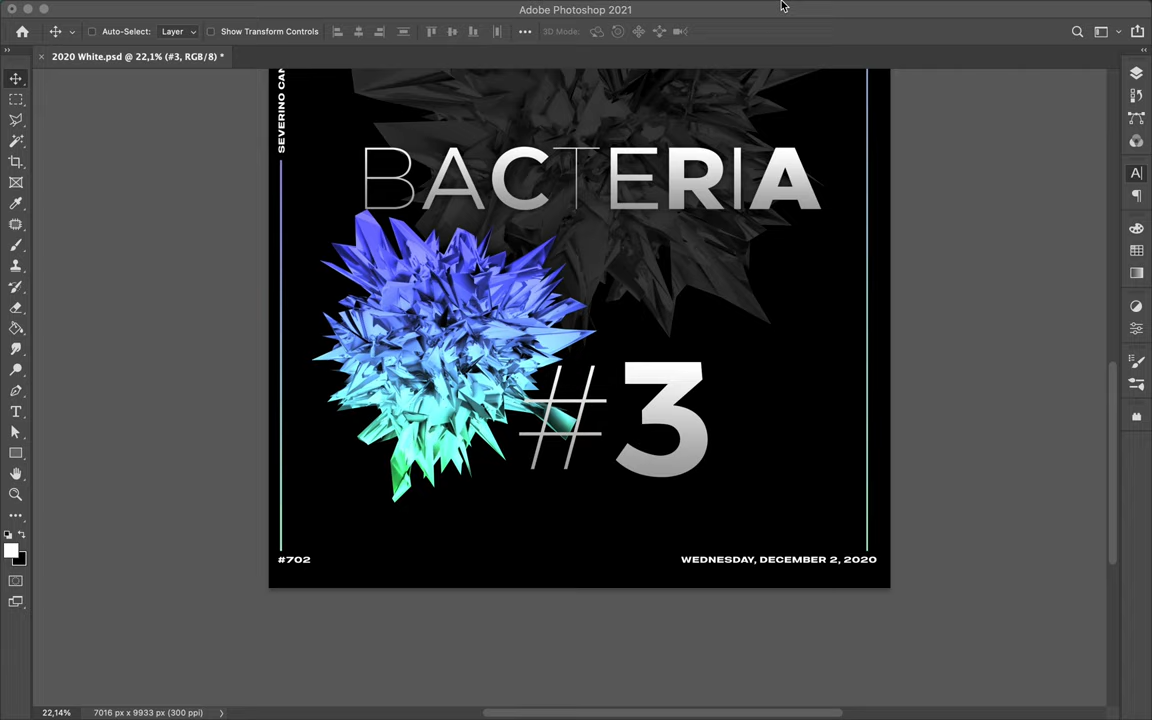 Adobe Photoshop 2021
Auto-Select:
Layer
Show Transform Controls
3D Mode:
2020 White.psd @ 22,1% (#3, RGB/8) *
SEVERINO CAN
BACTERIA
#3
#702
WEDNESDAY, DECEMBER 2, 2020
22,14%
7016 px x 9933 px (300 ppi)